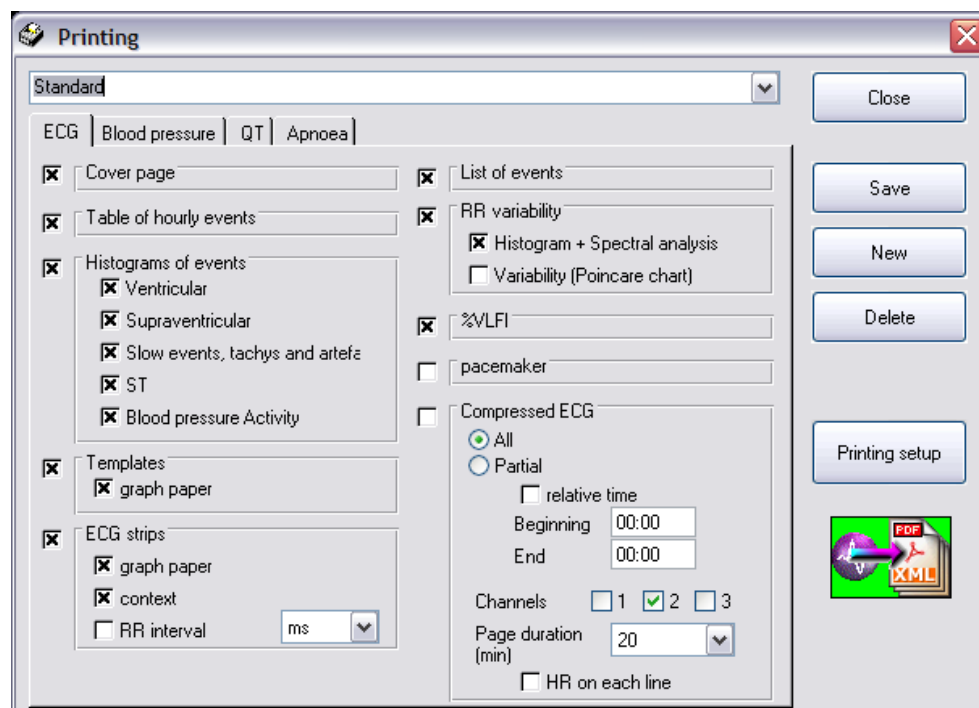 Printing
Standard
Close
ECG
Blood pressure
QT
Apnoea
Cover page
Table of hourly events
Histograms of events
Ventricular
Supraventricular
Slow events, tachys and artefa
ST
Blood pressure Activity
Templates
graph paper
ECG strips
graph paper
context
RR interval
ms
List of events
RR variability
Histogram + Spectral analysis
Variability (Poincare chart)
%VLFI
pacemaker
Compressed ECG
All
Partial
relative time
Beginning 00:00
End 00:00
Channels 1 2 3
Page duration
(min)
20
HR on each line
Save
New
Delete
Printing setup
PDF
XML